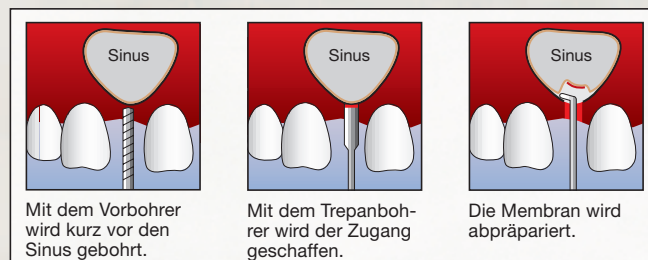 Sinus
Sinus
Sinus
Mit dem Vorbohrer
wird kurz vor den
Sinus gebohrt.
Mit dem Trepanboh-
rer wird der Zugang
geschaffen.
Die Membran wird
abpräpariert.